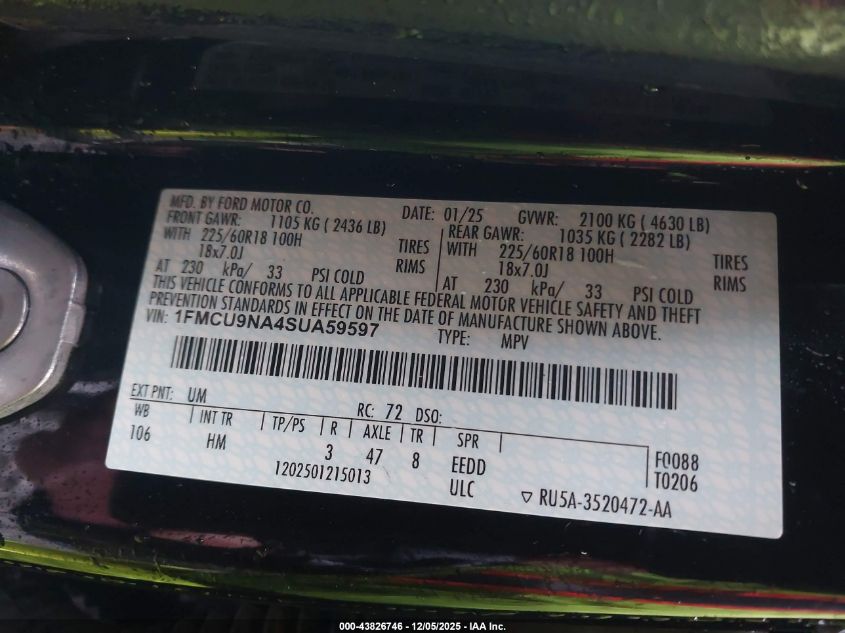 MFD. BY FORD MOTOR CO. DATE: 01/25 GVWR: 2100 KG ( 4630 LB)
FRONT GAWR: 1105 KG ( 2436 LB) REAR GAWR: 1035 KG ( 2282 LB)
WITH 225/60R18 100H TIRES WITH 225/60R18 100H TIRES
18x7.0J RIMS 18x7.0J RIMS
AT 230 kPa/ 33 PSI COLD AT 230 kPa/ 33 PSI COLD
THIS VEHICLE CONFORMS TO ALL APPLICABLE FEDERAL MOTOR VEHICLE SAFETY AND THEFT
PREVENTION STANDARDS IN EFFECT ON THE DATE OF MANUFACTURE SHOWN ABOVE.
VIN: 1FMCU9NA4SUA59597 TYPE: MPV
EXT PNT: UM RC: 72 DSO:
WB INT TR TP/PS R AXLE TR SPR
106 HM 3 47 8 EEDD F0088
1202501215013 ULC T0206
▽ RU5A-3520472-AA
000-43826746 - 12/05/2025 - IAA Inc.